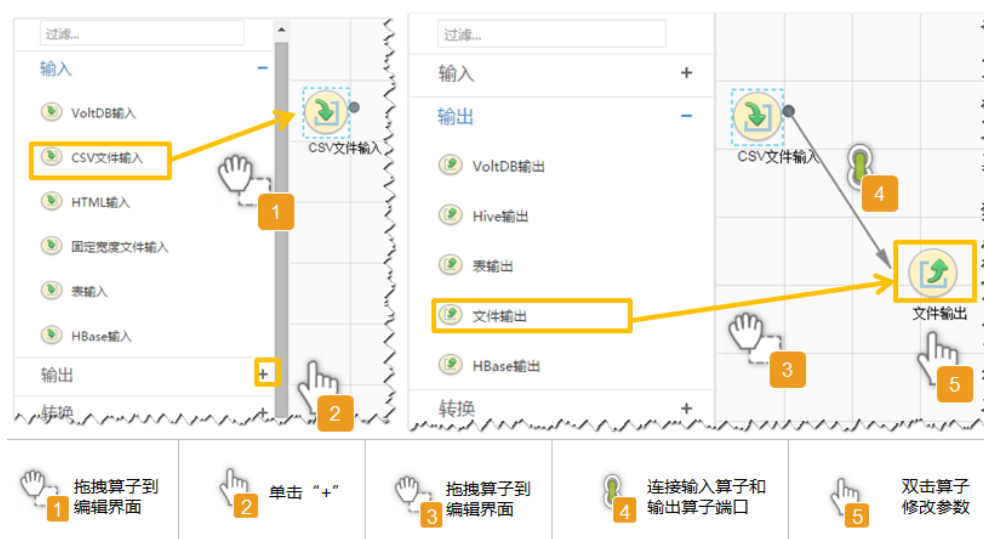 过滤...
输入 −
VoltDB输入
CSV文件输入
HTML输入
固定宽度文件输入
表输入
HBase输入
输出 +
转换 +
CSV文件输入
1
2
过滤...
输入 +
输出 −
VoltDB输出
Hive输出
表输出
文件输出
HBase输出
转换 +
CSV文件输入
4
文件输出
3
5
1 拖拽算子到
编辑界面
2 单击“+”
3 拖拽算子到
编辑界面
4 连接输入算子和
输出算子端口
5 双击算子
修改参数